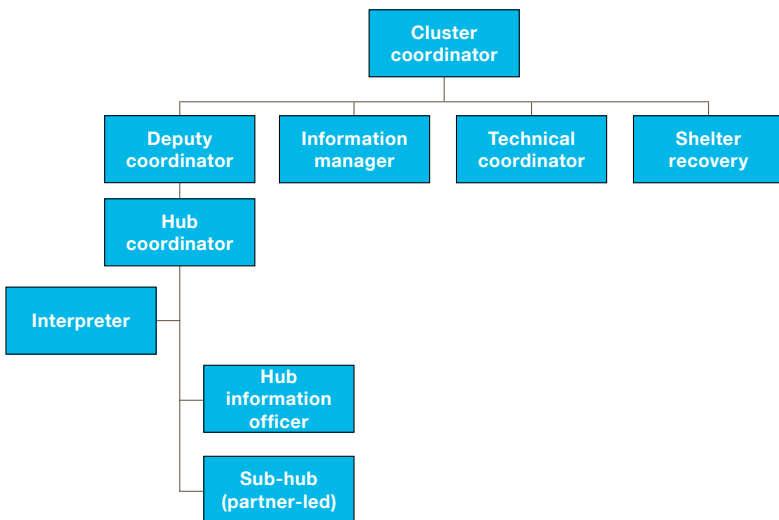 Cluster
coordinator
Deputy
coordinator
Information
manager
Technical
coordinator
Shelter
recovery
Hub
coordinator
Interpreter
Hub
information
officer
Sub-hub
(partner-led)